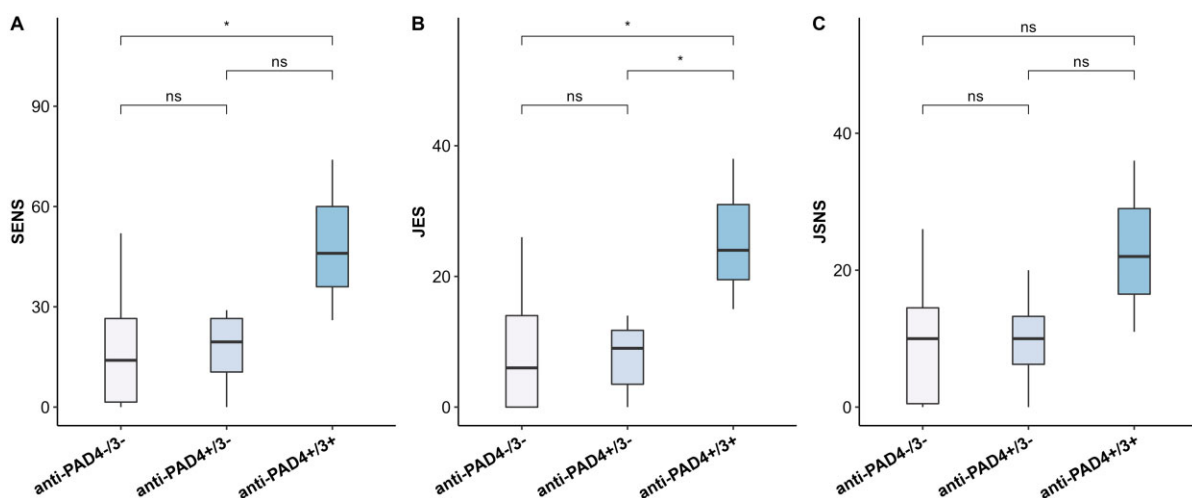 A
*
ns
ns
90
60
30
0
SENS
anti-PAD4-/3-
anti-PAD4+/3-
anti-PAD4+/3+
B
*
*
ns
40
20
0
JES
anti-PAD4-/3-
anti-PAD4+/3-
anti-PAD4+/3+
C
ns
ns
ns
40
20
0
JSNS
anti-PAD4-/3-
anti-PAD4+/3-
anti-PAD4+/3+